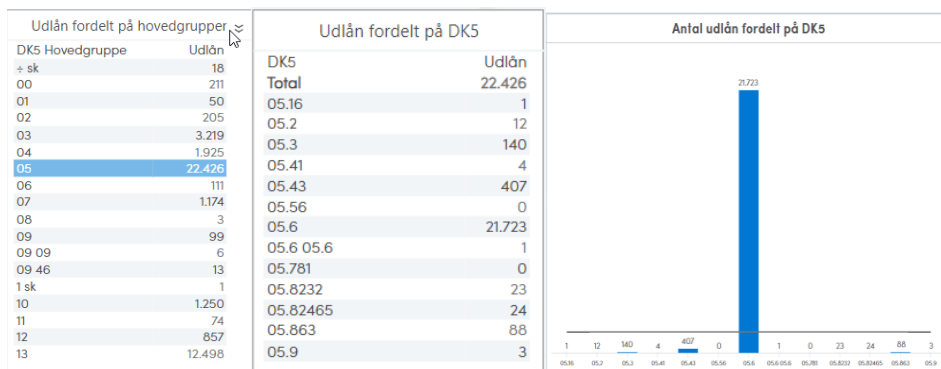 Udlån fordelt på hovedgrupper
DK5 Hovedgruppe Udlån
÷ sk 18
00 211
01 50
02 205
03 3.219
04 1.925
05 22.426
06 111
07 1.174
08 3
09 99
09 09 6
09 46 13
1 sk 1
10 1.250
11 74
12 857
13 12.498
Udlån fordelt på DK5
DK5 Udlån
Total 22.426
05.16 1
05.2 12
05.3 140
05.41 4
05.43 407
05.56 0
05.6 21.723
05.6 05.6 1
05.781 0
05.8232 23
05.82465 24
05.863 88
05.9 3
Antal udlån fordelt på DK5
21.723
1 12 140 4 407 0 1 0 23 24 88 3
05.16 05.2 05.3 05.41 05.43 05.56 05.6 05.6 05.6 05.781 05.8232 05.82465 05.863 05.9